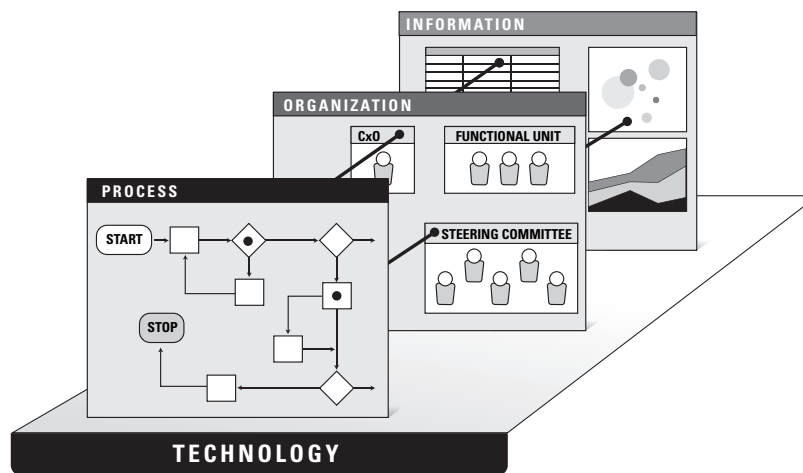 INFORMATION
ORGANIZATION
CxO
FUNCTIONAL UNIT
PROCESS
START
STEERING COMMITTEE
STOP
TECHNOLOGY